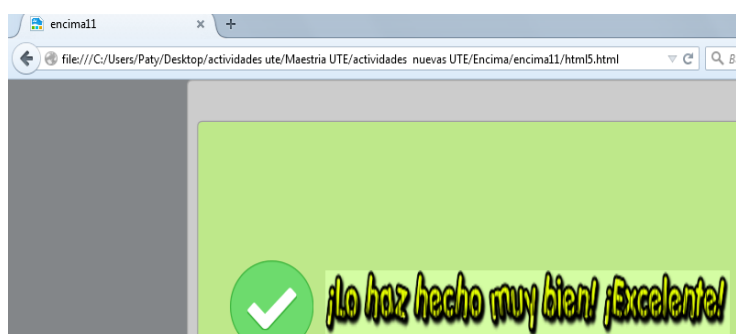 encima11
file:///C:/Users/Paty/Desktop/actividades ute/Maestria UTE/actividades nuevas UTE/Encima/encima11/html5.html
¡Lo haz hecho muy bien! ¡Excelente!